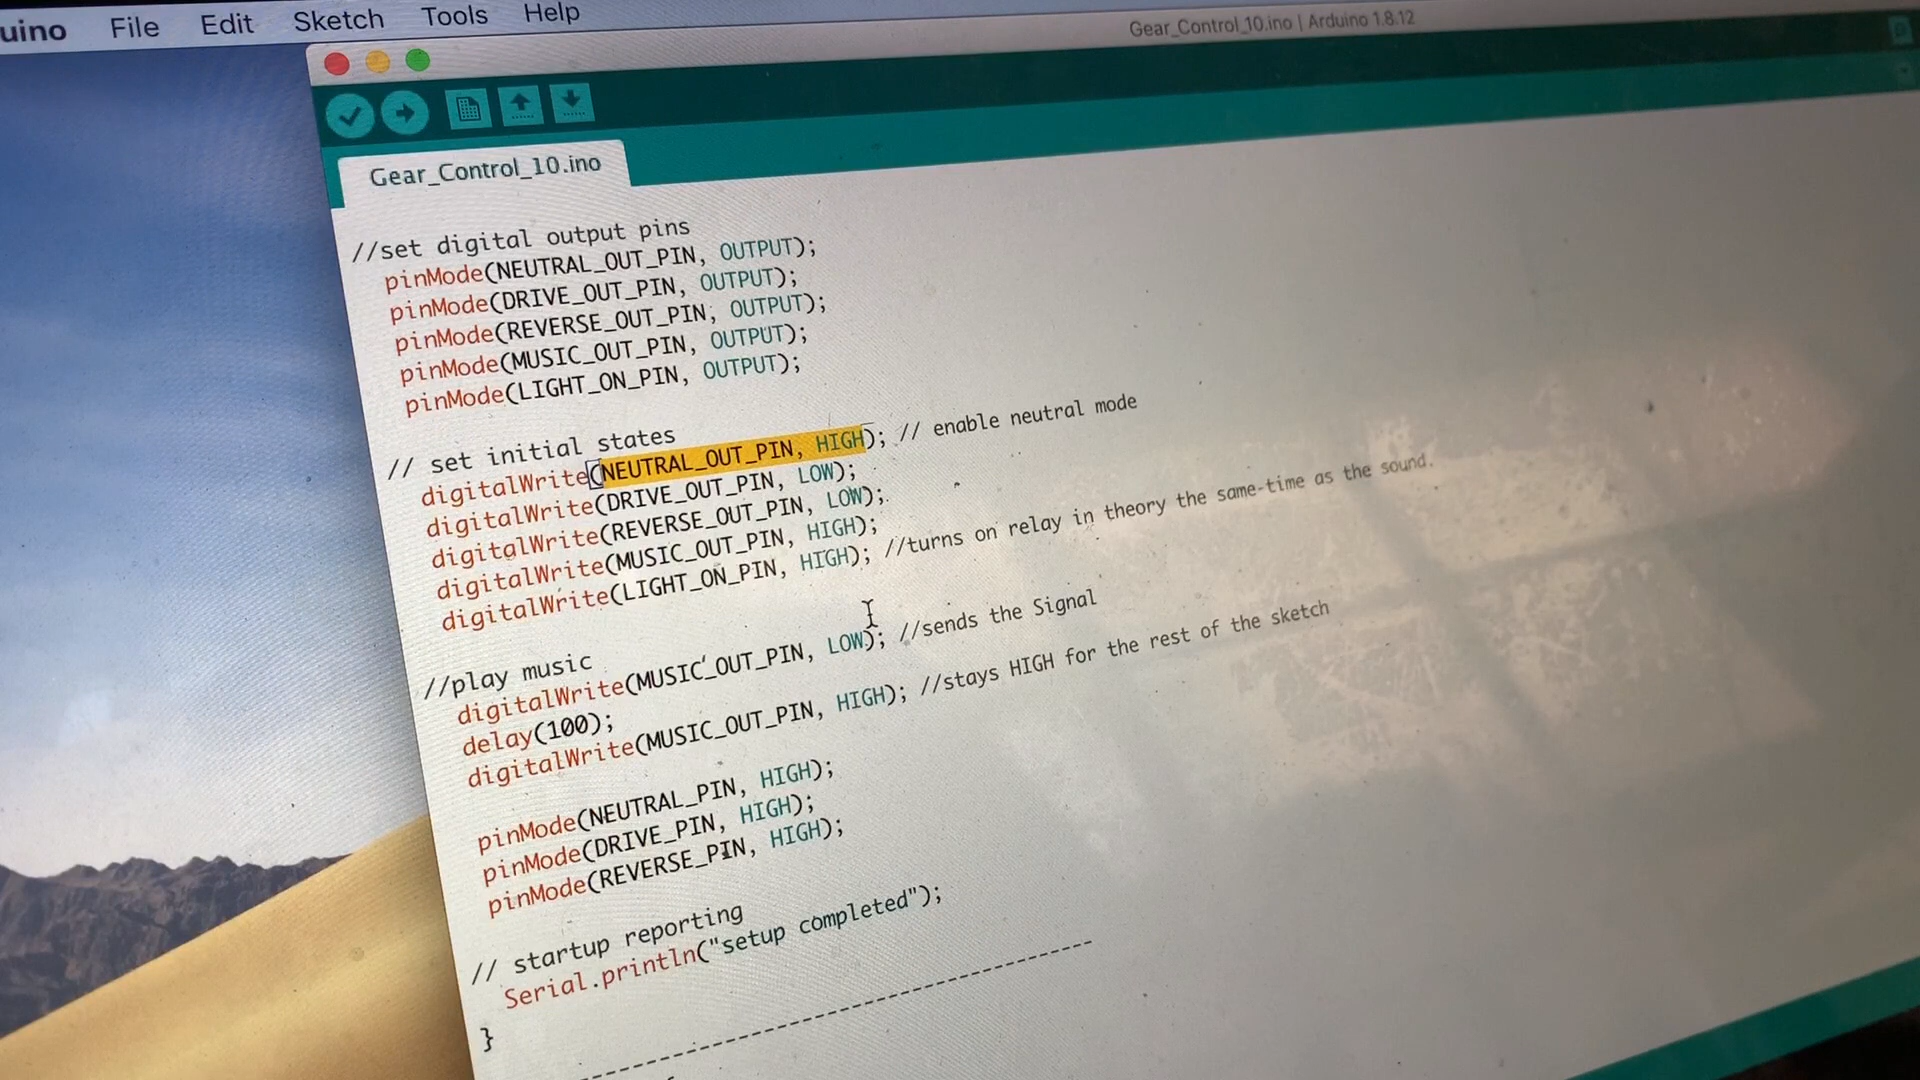 uino File Edit Sketch Tools Help
Gear_Control_10.ino | Arduino 1.8.12
Gear_Control_10.ino
//set digital output pins
pinMode(NEUTRAL_OUT_PIN, OUTPUT);
pinMode(DRIVE_OUT_PIN, OUTPUT);
pinMode(REVERSE_OUT_PIN, OUTPUT);
pinMode(MUSIC_OUT_PIN, OUTPUT);
pinMode(LIGHT_ON_PIN, OUTPUT);
// set initial states
digitalWrite(NEUTRAL_OUT_PIN, HIGH); // enable neutral mode
digitalWrite(DRIVE_OUT_PIN, LOW);
digitalWrite(REVERSE_OUT_PIN, LOW);
digitalWrite(MUSIC_OUT_PIN, HIGH);
digitalWrite(LIGHT_ON_PIN, HIGH); //turns on relay in theory the same-time as the sound.
//play music
digitalWrite(MUSIC_OUT_PIN, LOW); //sends the Signal
delay(100);
digitalWrite(MUSIC_OUT_PIN, HIGH); //stays HIGH for the rest of the sketch
pinMode(NEUTRAL_PIN, HIGH);
pinMode(DRIVE_PIN, HIGH);
pinMode(REVERSE_PIN, HIGH);
// startup reporting
Serial.println("setup completed");
}